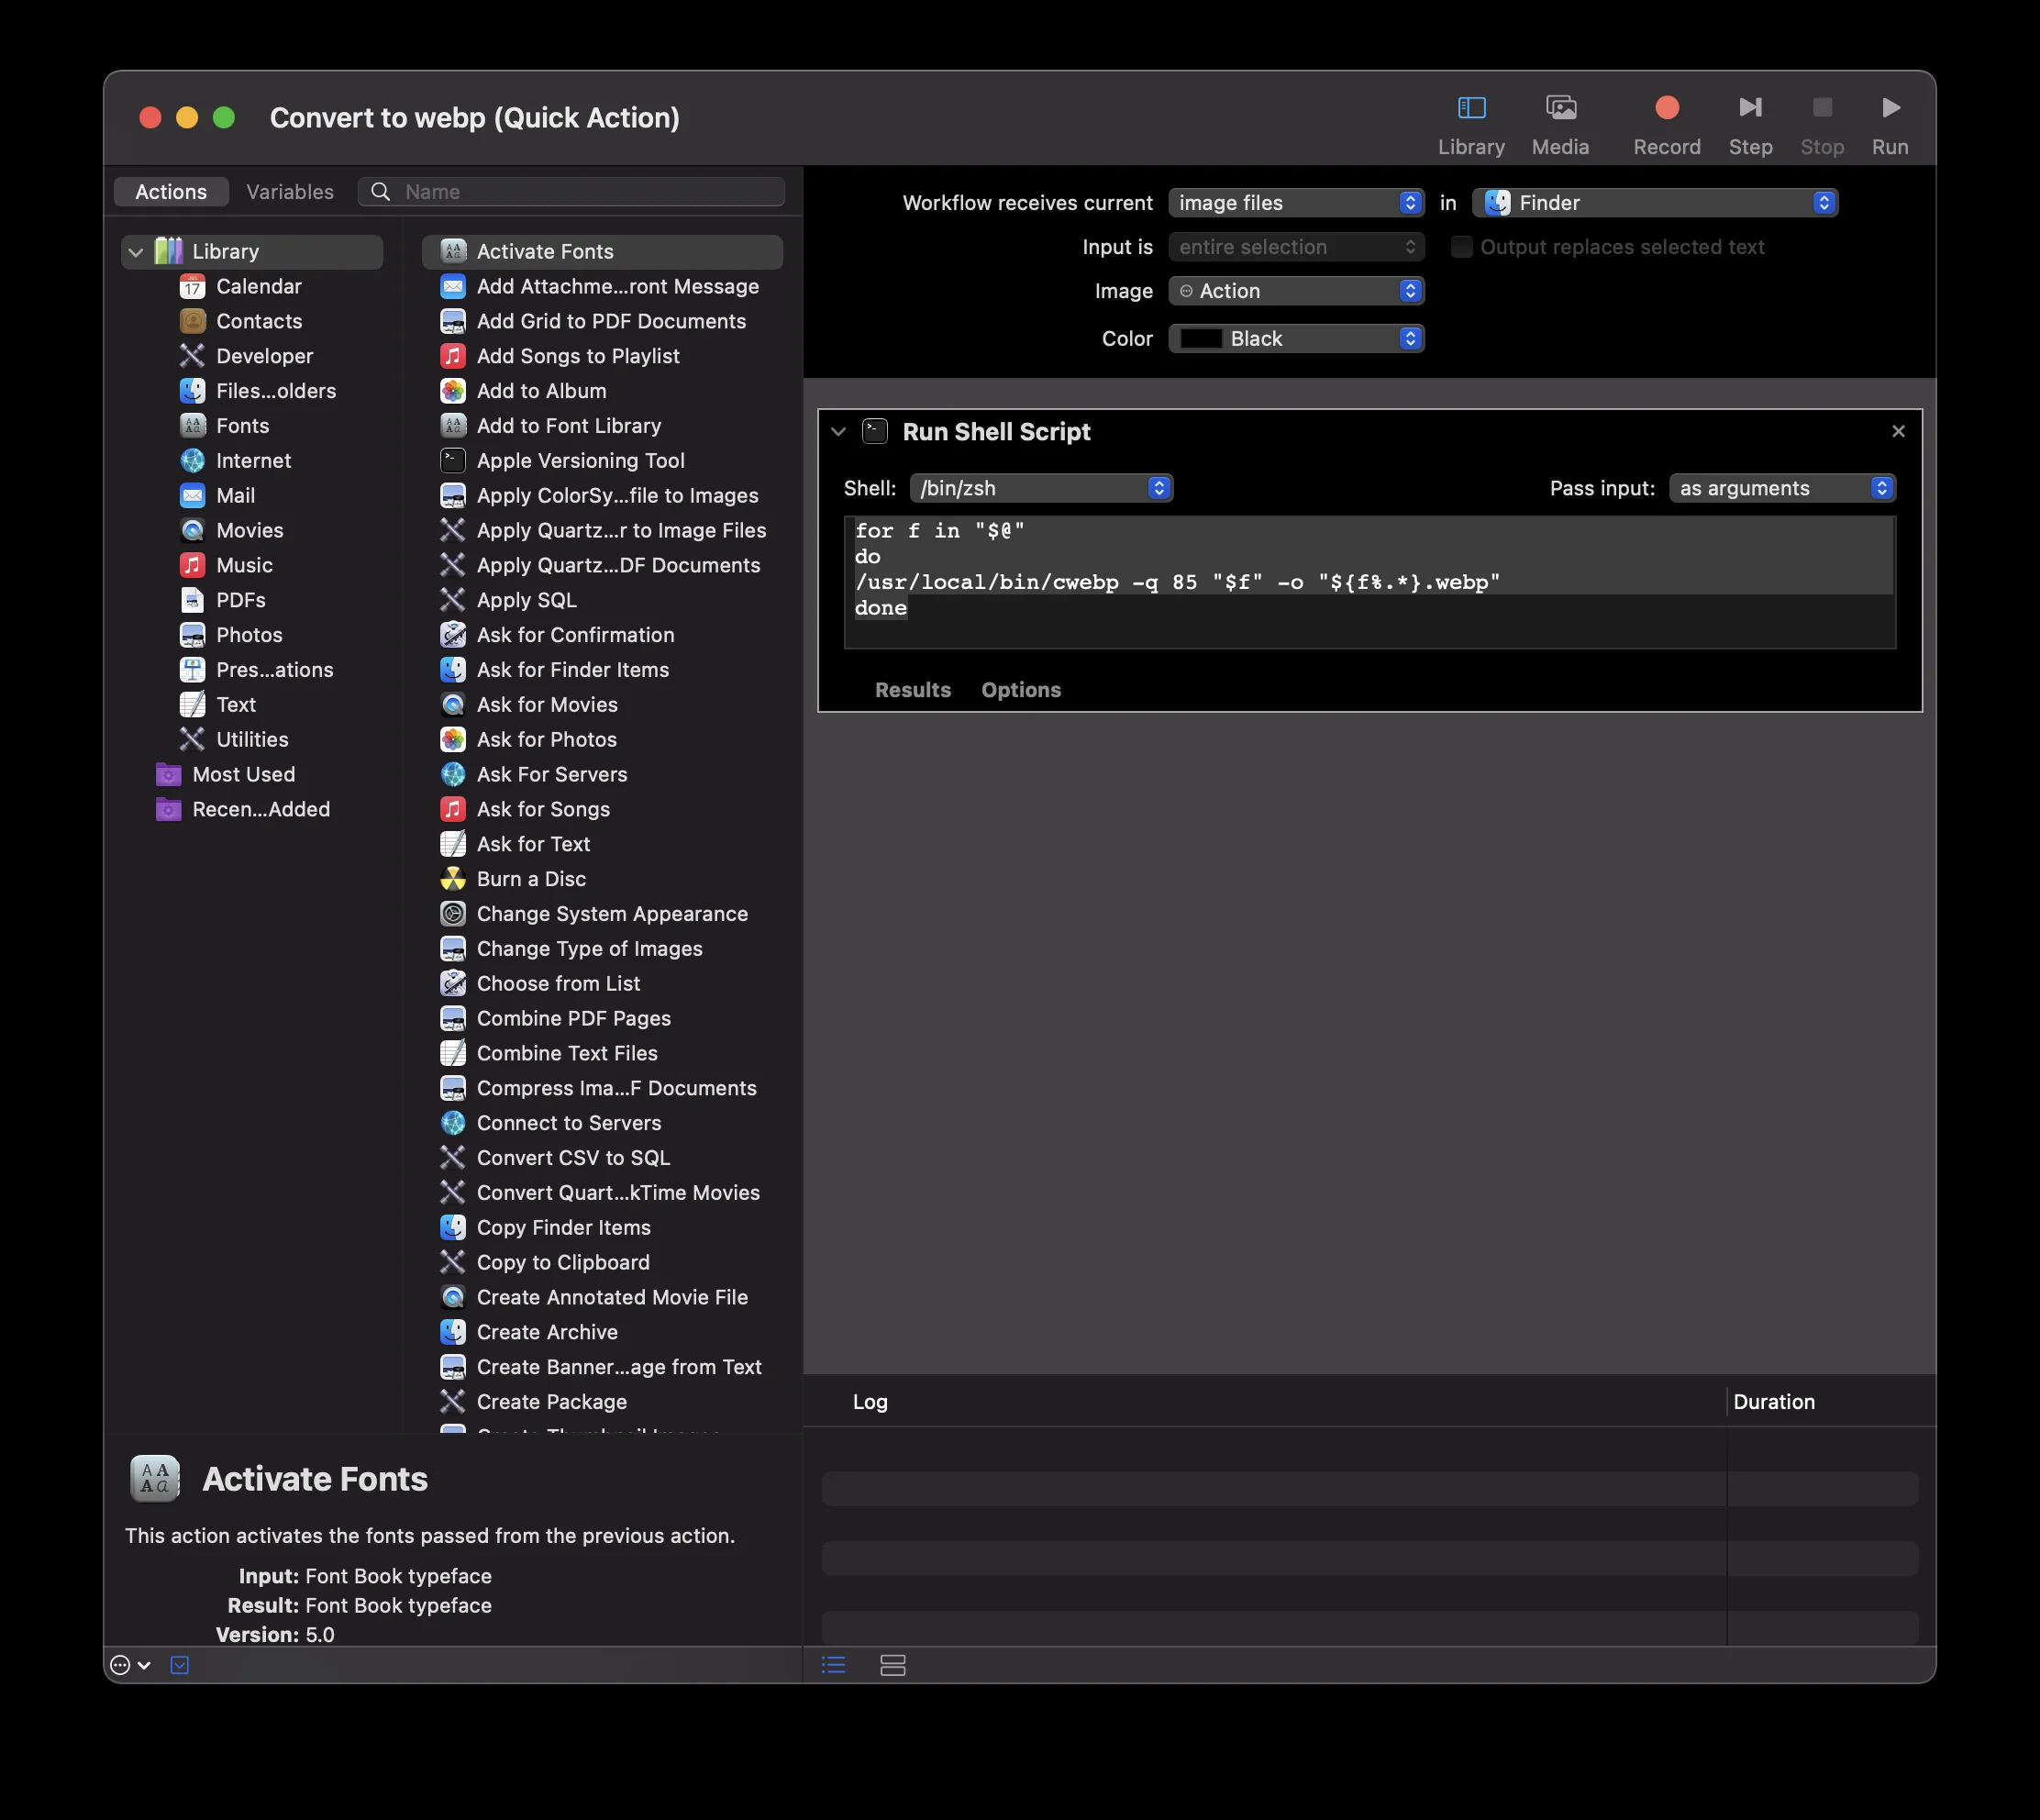 Convert to webp (Quick Action)
Library
Media
Record
Step
Stop
Run
Actions
Variables
Name
Library
17
Calendar
Contacts
Developer
Files...olders
Fonts
Internet
Mail
Movies
Music
PDFs
Photos
Pres...ations
Text
Utilities
Most Used
Recen...Added
Activate Fonts
Add Attachme...ront Message
Add Grid to PDF Documents
Add Songs to Playlist
Add to Album
Add to Font Library
Apple Versioning Tool
Apply ColorSy...file to Images
Apply Quartz...r to Image Files
Apply Quartz...DF Documents
Apply SQL
Ask for Confirmation
Ask for Finder Items
Ask for Movies
Ask for Photos
Ask For Servers
Ask for Songs
Ask for Text
Burn a Disc
Change System Appearance
Change Type of Images
Choose from List
Combine PDF Pages
Combine Text Files
Compress Ima...F Documents
Connect to Servers
Convert CSV to SQL
Convert Quart...kTime Movies
Copy Finder Items
Copy to Clipboard
Create Annotated Movie File
Create Archive
Create Banner...age from Text
Create Package
Activate Fonts
This action activates the fonts passed from the previous action.
Input: Font Book typeface
Result: Font Book typeface
Version: 5.0
Workflow receives current image files in Finder
Input is entire selection Output replaces selected text
Image Action
Color Black
Run Shell Script
Shell: /bin/zsh Pass input: as arguments
for f in "$@"
do
/usr/local/bin/cwebp -q 85 "$f" -o "${f%.*}.webp"
done
Results Options
Log Duration